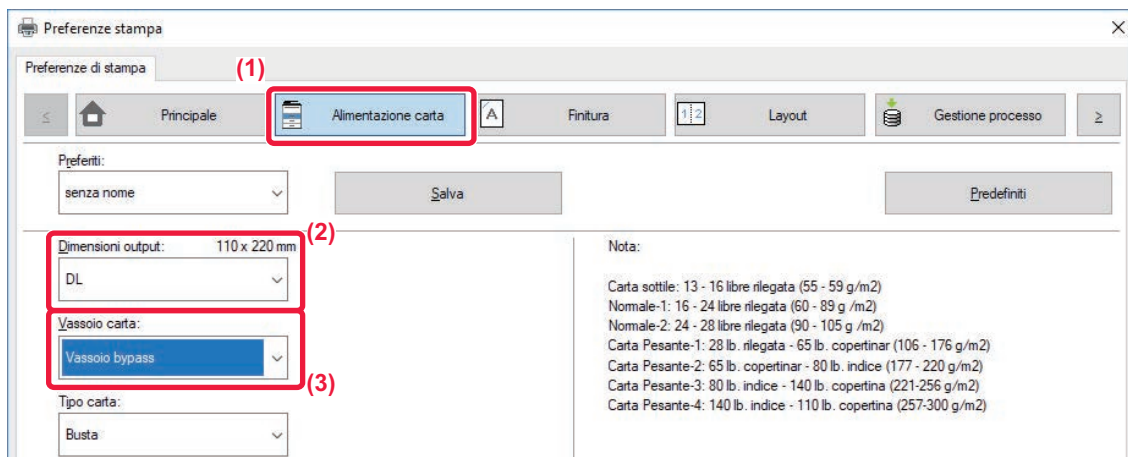 Preferenze stampa
Preferenze di stampa
(1)
Principale
Alimentazione carta
A
Finitura
1 2
Layout
Gestione processo
Preferiti:
senza nome
Salva
Predefiniti
Dimensioni output: 110 x 220 mm
(2)
DL
Vassoio carta:
Vassoio bypass
(3)
Tipo carta:
Busta
Nota:
Carta sottile: 13 - 16 libre rilegata (55 - 59 g/m2)
Normale-1: 16 - 24 libre rilegata (60 - 89 g /m2)
Normale-2: 24 - 28 libre rilegata (90 - 105 g /m2)
Carta Pesante-1: 28 lb. rilegata - 65 lb. copertinar (106 - 176 g/m2)
Carta Pesante-2: 65 lb. copertinar - 80 lb. indice (177 - 220 g/m2)
Carta Pesante-3: 80 lb. indice - 140 lb. copertina (221-256 g/m2)
Carta Pesante-4: 140 lb. indice - 110 lb. copertina (257-300 g/m2)